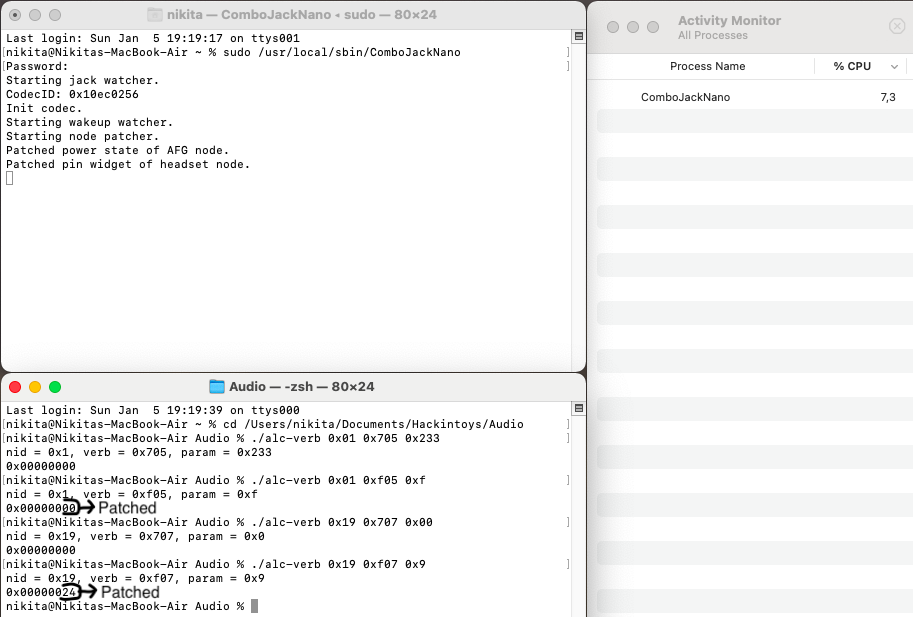 nikita — ComboJackNano ◂ sudo — 80×24
Last login: Sun Jan  5 19:19:17 on ttys001
[nikita@Nikitas-MacBook-Air ~ % sudo /usr/local/sbin/ComboJackNano ]
[Password: ]
Starting jack watcher.
CodecID: 0x10ec0256
Init codec.
Starting wakeup watcher.
Starting node patcher.
Patched power state of AFG node.
Patched pin widget of headset node.
Activity Monitor
All Processes
Process Name % CPU
ComboJackNano 7,3
Audio — -zsh — 80×24
Last login: Sun Jan  5 19:19:39 on ttys000
[nikita@Nikitas-MacBook-Air ~ % cd /Users/nikita/Documents/Hackintoys/Audio ]
[nikita@Nikitas-MacBook-Air Audio % ./alc-verb 0x01 0x705 0x233 ]
nid = 0x1, verb = 0x705, param = 0x233
0x00000000
[nikita@Nikitas-MacBook-Air Audio % ./alc-verb 0x01 0xf05 0xf ]
nid = 0x1, verb = 0xf05, param = 0xf
0x00000000 Patched
[nikita@Nikitas-MacBook-Air Audio % ./alc-verb 0x19 0x707 0x00 ]
nid = 0x19, verb = 0x707, param = 0x0
0x00000000
[nikita@Nikitas-MacBook-Air Audio % ./alc-verb 0x19 0xf07 0x9 ]
nid = 0x19, verb = 0xf07, param = 0x9
0x00000024 Patched
nikita@Nikitas-MacBook-Air Audio %